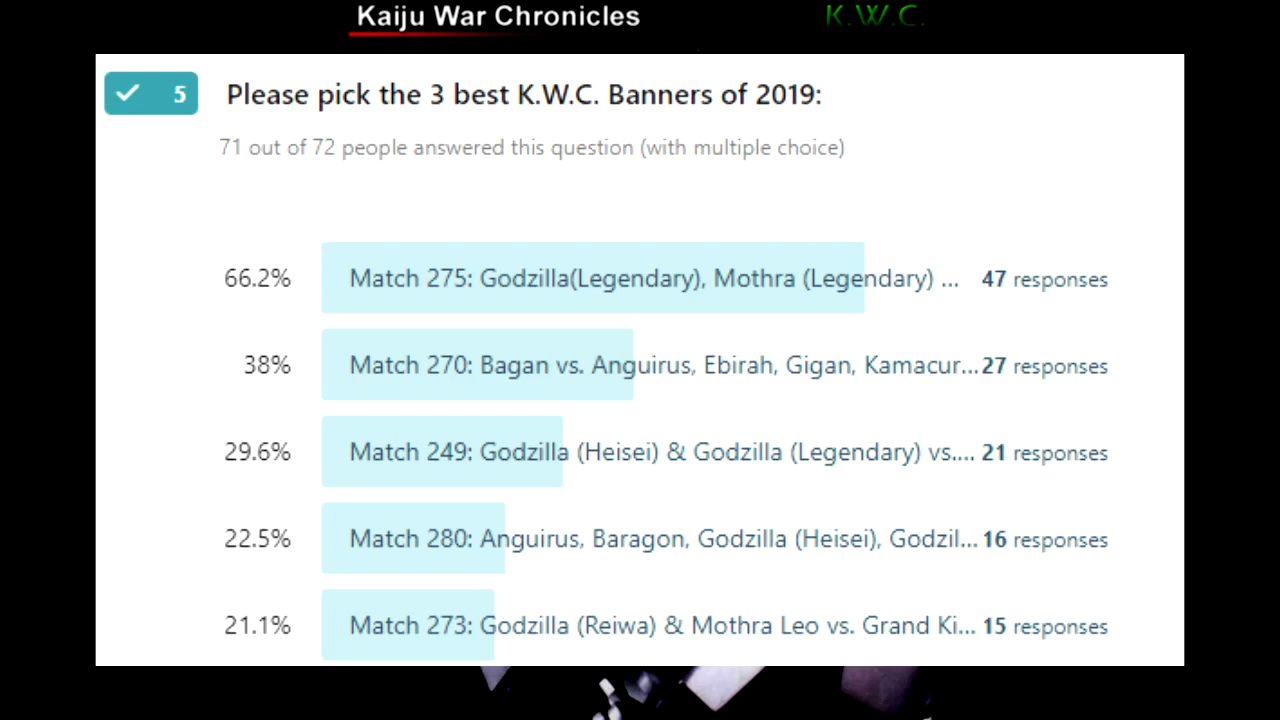 Kaiju War Chronicles
K.W.C.
5 Please pick the 3 best K.W.C. Banners of 2019:
71 out of 72 people answered this question (with multiple choice)
66.2% Match 275: Godzilla(Legendary), Mothra (Legendary) ... 47 responses
38% Match 270: Bagan vs. Anguirus, Ebirah, Gigan, Kamacur... 27 responses
29.6% Match 249: Godzilla (Heisei) & Godzilla (Legendary) vs.... 21 responses
22.5% Match 280: Anguirus, Baragon, Godzilla (Heisei), Godzil... 16 responses
21.1% Match 273: Godzilla (Reiwa) & Mothra Leo vs. Grand Ki... 15 responses